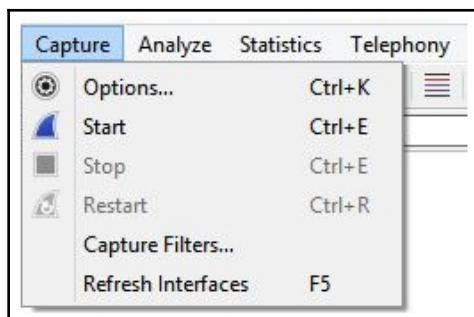 Capture Analyze Statistics Telephony
Options... Ctrl+K
Start Ctrl+E
Stop Ctrl+E
Restart Ctrl+R
Capture Filters...
Refresh Interfaces F5